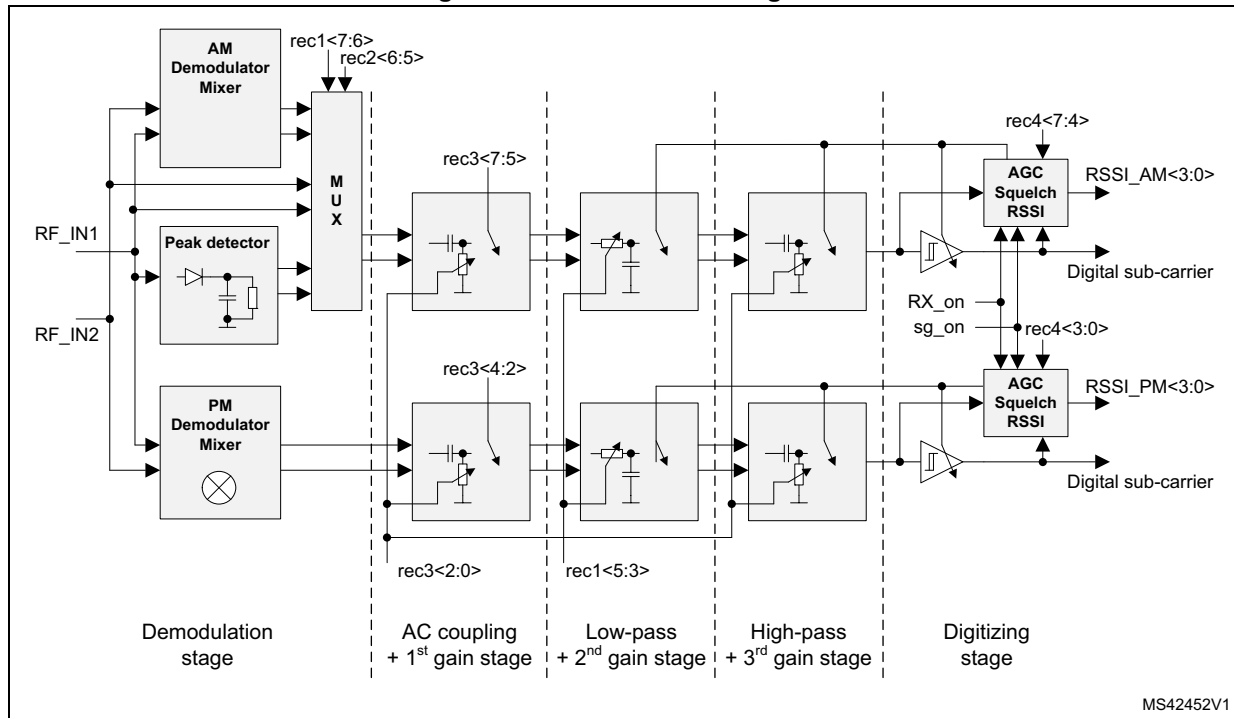 AM
Demodulator
Mixer
rec1<7:6>
rec2<6:5>
MUX
rec3<7:5>
rec4<7:4>
AGC
Squelch
RSSI
RSSI_AM<3:0>
RF_IN1
Peak detector
Digital sub-carrier
RX_on
RF_IN2
sg_on
rec4<3:0>
rec3<4:2>
PM
Demodulator
Mixer
AGC
Squelch
RSSI
RSSI_PM<3:0>
Digital sub-carrier
rec3<2:0>
rec1<5:3>
Demodulation
stage
AC coupling
+ 1st gain stage
Low-pass
+ 2nd gain stage
High-pass
+ 3rd gain stage
Digitizing
stage
MS42452V1